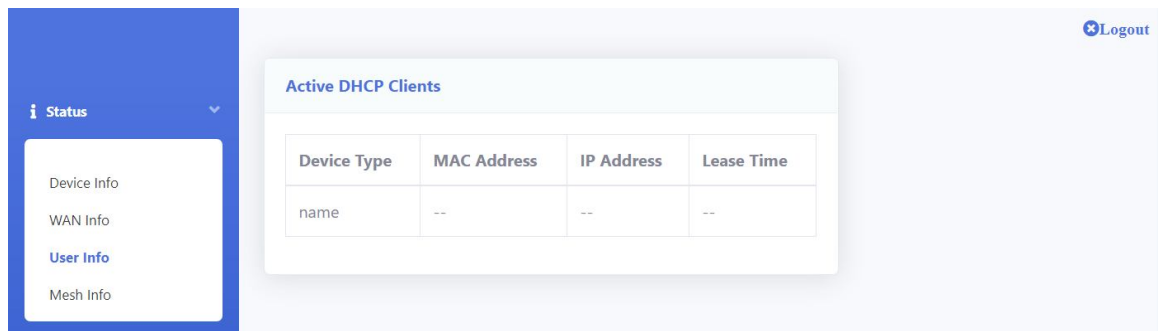 Logout
Status
Device Info
WAN Info
User Info
Mesh Info
Active DHCP Clients
Device Type MAC Address IP Address Lease Time
name -- -- --